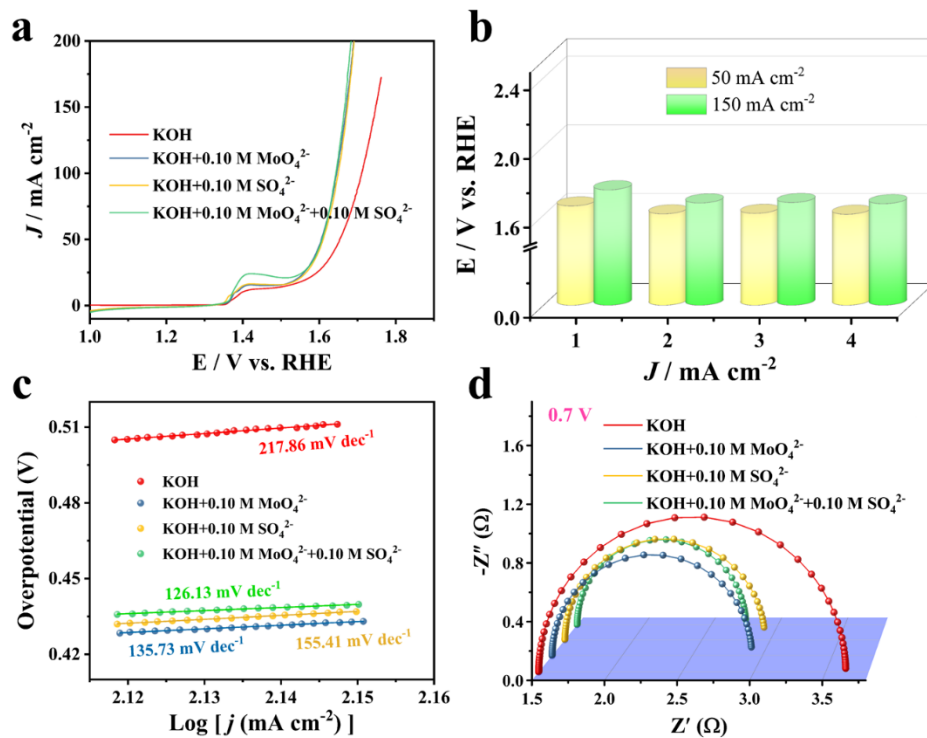 a
200
150
100
50
0
J / mA cm⁻²
KOH
KOH+0.10 M MoO₄²⁻
KOH+0.10 M SO₄²⁻
KOH+0.10 M MoO₄²⁻+0.10 M SO₄²⁻
1.0 1.2 1.4 1.6 1.8
E / V vs. RHE
b
2.4
2.0
1.6
0.0
E / V vs. RHE
50 mA cm⁻²
150 mA cm⁻²
1 2 3 4
J / mA cm⁻²
c
0.51
0.48
0.45
0.42
Overpotential (V)
217.86 mV dec⁻¹
KOH
KOH+0.10 M MoO₄²⁻
KOH+0.10 M SO₄²⁻
KOH+0.10 M MoO₄²⁻+0.10 M SO₄²⁻
126.13 mV dec⁻¹
135.73 mV dec⁻¹
155.41 mV dec⁻¹
2.12 2.13 2.14 2.15 2.16
Log [ j (mA cm⁻²) ]
d
0.7 V
1.6
1.2
0.8
0.4
0.0
-Z″ (Ω)
KOH
KOH+0.10 M MoO₄²⁻
KOH+0.10 M SO₄²⁻
KOH+0.10 M MoO₄²⁻+0.10 M SO₄²⁻
1.5 2.0 2.5 3.0 3.5
Z′ (Ω)